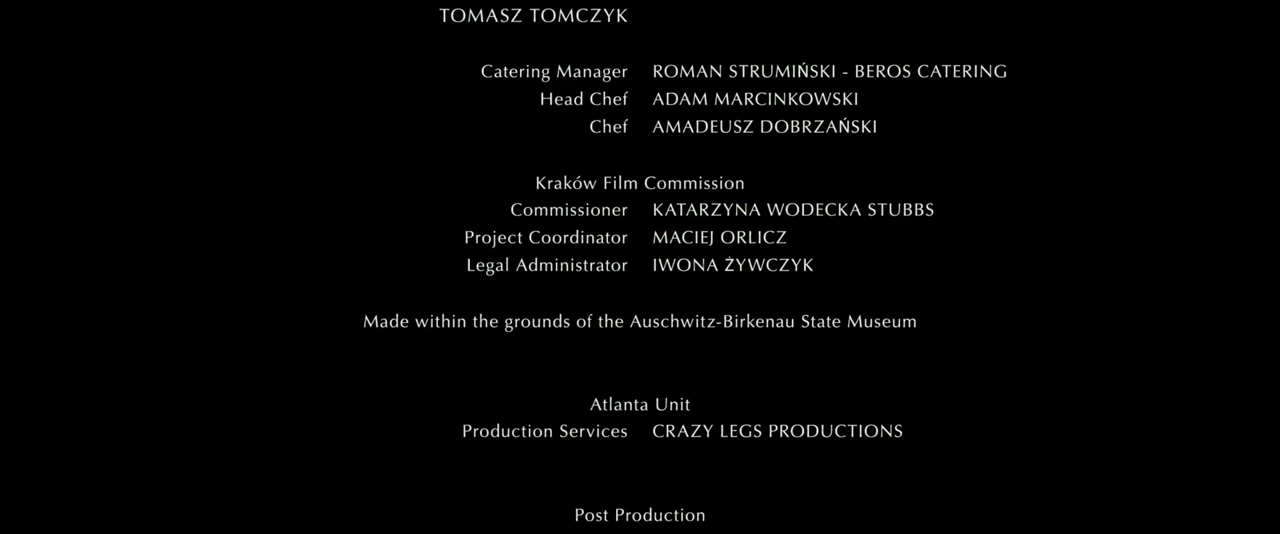 TOMASZ TOMCZYK
Catering Manager ROMAN STRUMIŃSKI - BEROS CATERING
Head Chef ADAM MARCINKOWSKI
Chef AMADEUSZ DOBRZAŃSKI
Kraków Film Commission
Commissioner KATARZYNA WODECKA STUBBS
Project Coordinator MACIEJ ORLICZ
Legal Administrator IWONA ŻYWCZYK
Made within the grounds of the Auschwitz-Birkenau State Museum
Atlanta Unit
Production Services CRAZY LEGS PRODUCTIONS
Post Production